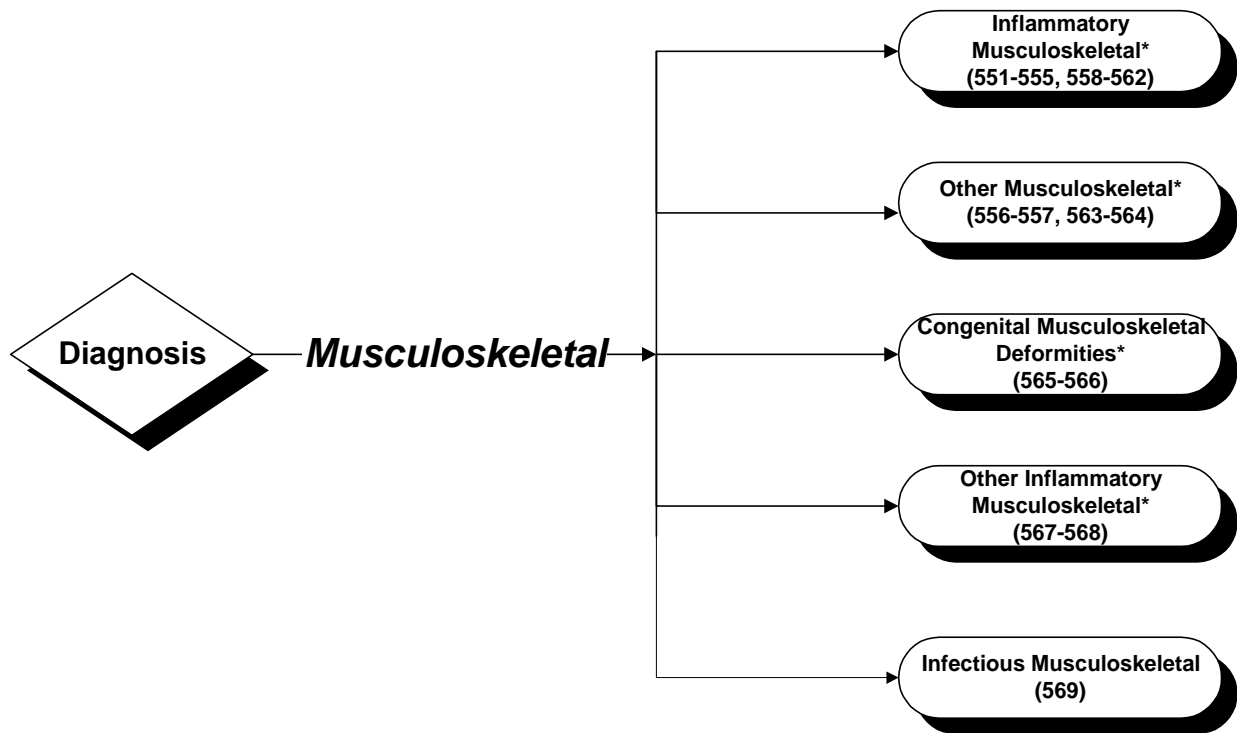 Diagnosis
Musculoskeletal
Inflammatory
Musculoskeletal*
(551-555, 558-562)
Other Musculoskeletal*
(556-557, 563-564)
Congenital Musculoskeletal
Deformities*
(565-566)
Other Inflammatory
Musculoskeletal*
(567-568)
Infectious Musculoskeletal
(569)